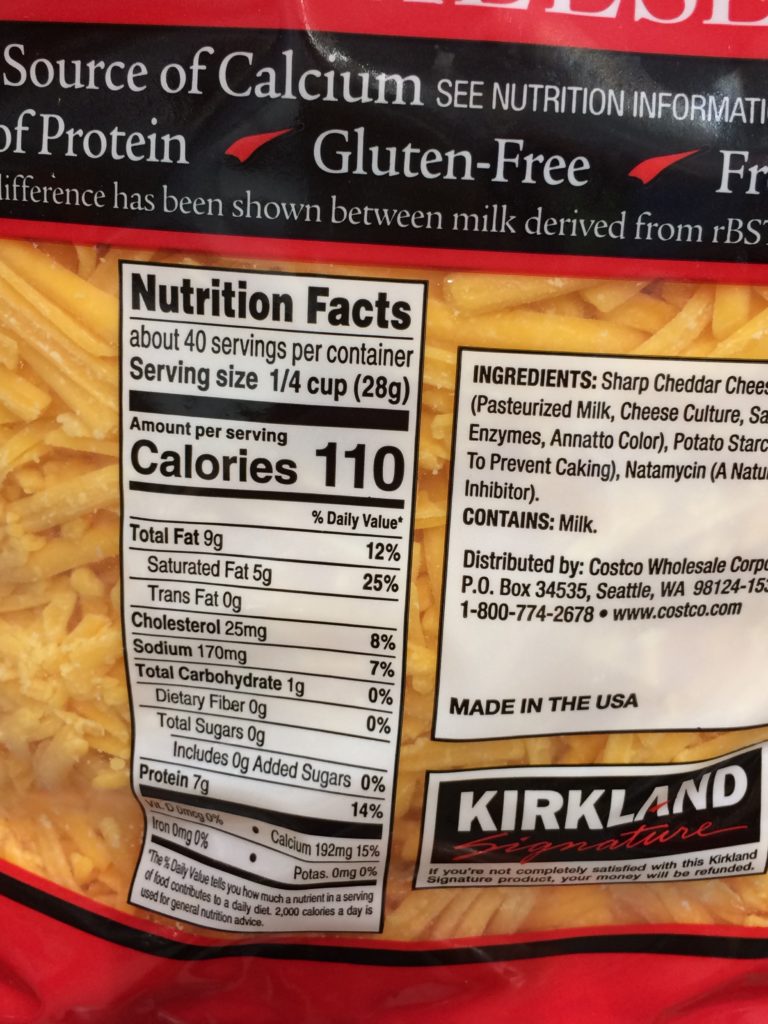 Source of Calcium SEE NUTRITION INFORMATI
of Protein Gluten-Free Fr
ifference has been shown between milk derived from rBST
Nutrition Facts
about 40 servings per container
Serving size 1/4 cup (28g)
Amount per serving
Calories 110
% Daily Value*
Total Fat 9g 12%
Saturated Fat 5g 25%
Trans Fat 0g
Cholesterol 25mg 8%
Sodium 170mg 7%
Total Carbohydrate 1g 0%
Dietary Fiber 0g 0%
Total Sugars 0g
Includes 0g Added Sugars 0%
Protein 7g 14%
Vit. D 0mcg 0% • Calcium 192mg 15%
Iron 0mg 0% • Potas. 0mg 0%
*The % Daily Value tells you how much a nutrient in a serving
of food contributes to a daily diet. 2,000 calories a day is
used for general nutrition advice.
INGREDIENTS: Sharp Cheddar Chees
(Pasteurized Milk, Cheese Culture, Sa
Enzymes, Annatto Color), Potato Starc
To Prevent Caking), Natamycin (A Natu
Inhibitor).
CONTAINS: Milk.
Distributed by: Costco Wholesale Corpo
P.O. Box 34535, Seattle, WA 98124-153
1-800-774-2678 • www.costco.com
MADE IN THE USA
KIRKLAND
Signature
If you're not completely satisfied with this Kirkland
Signature product, your money will be refunded.